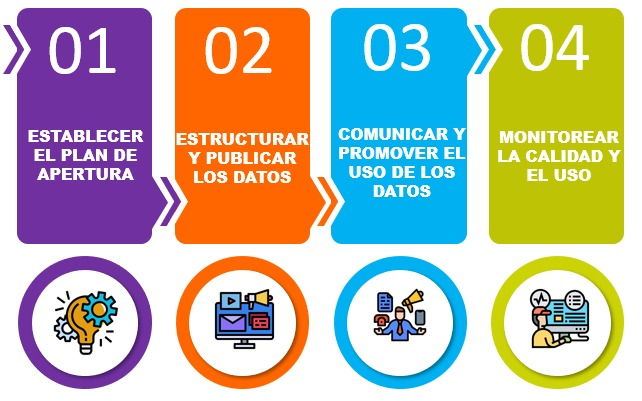 01
ESTABLECER
EL PLAN DE
APERTURA
02
ESTRUCTURAR
Y PUBLICAR
LOS DATOS
03
COMUNICAR Y
PROMOVER EL
USO DE LOS
DATOS
04
MONITOREAR
LA CALIDAD Y
EL USO